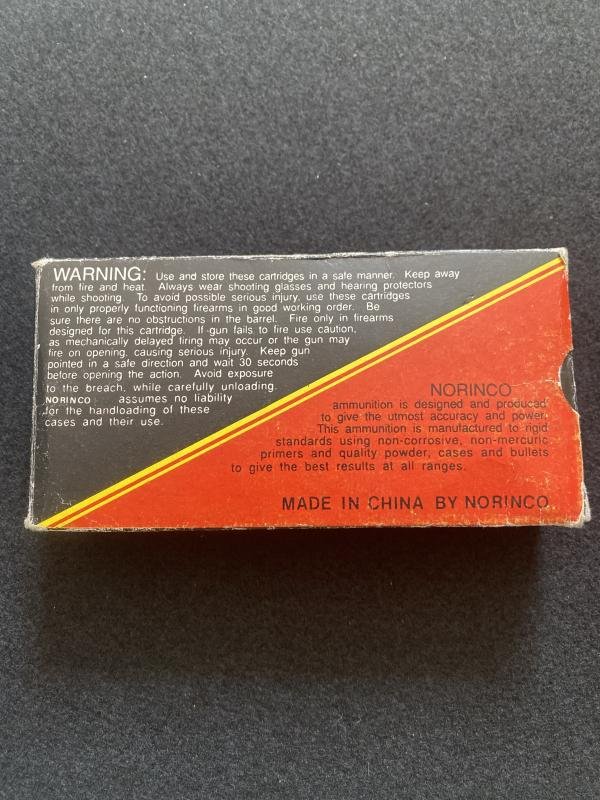 WARNING: Use and store these cartridges in a safe manner. Keep away
from fire and heat. Always wear shooting glasses and hearing protectors
while shooting. To avoid possible serious injury, use these cartridges
in only properly functioning firearms in good working order. Be
sure there are no obstructions in the barrel. Fire only in firearms
designed for this cartridge. If gun fails to fire use caution,
as mechanically delayed firing may occur or the gun may
fire on opening, causing serious injury. Keep gun
pointed in a safe direction and wait 30 seconds
before opening the action. Avoid exposure
to the breach, while carefully unloading.
NORINCO assumes no liability
for the handloading of these
cases and their use.
NORINCO
ammunition is designed and produced
to give the utmost accuracy and power.
This ammunition is manufactured to rigid
standards using non-corrosive, non-mercuric
primers and quality powder, cases and bullets
to give the best results at all ranges.
MADE IN CHINA BY NORINCO